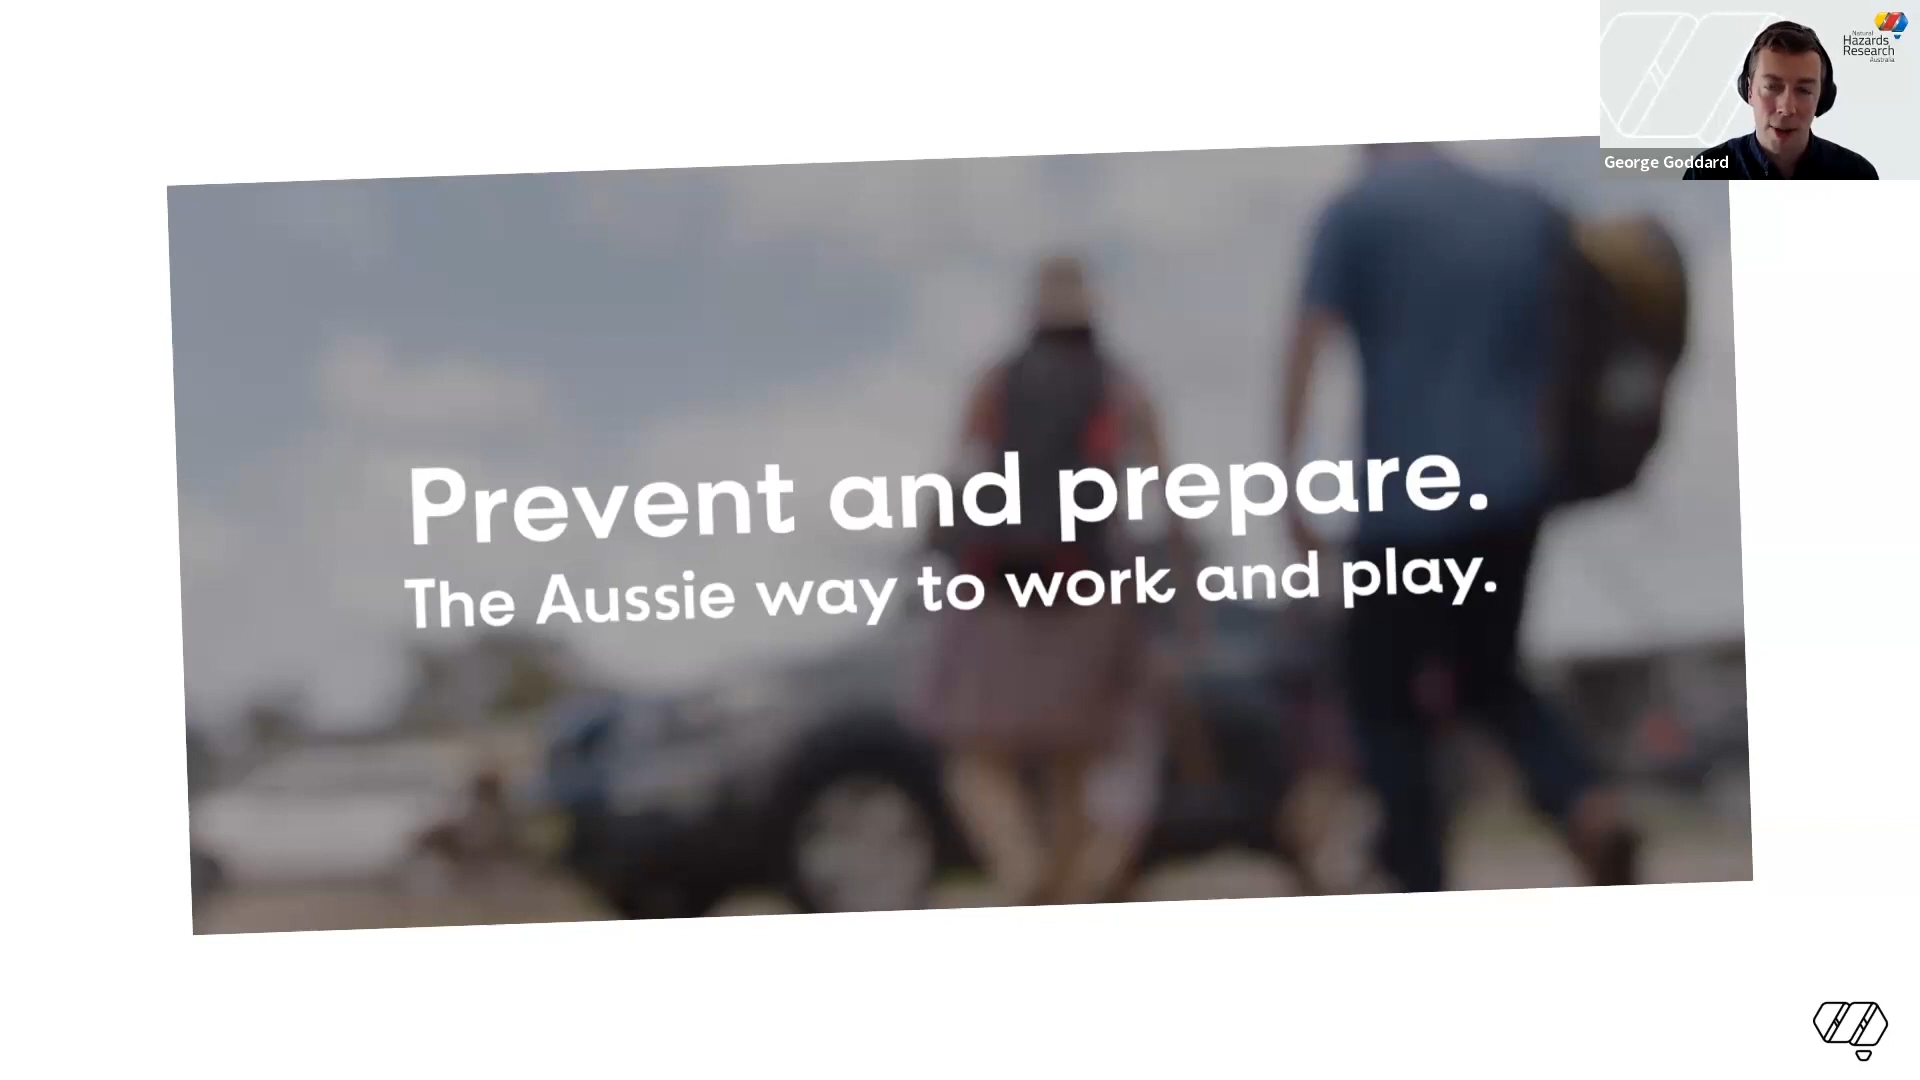 Natural
Hazards
Research
Australia
George Goddard
Prevent and prepare.
The Aussie way to work and play.